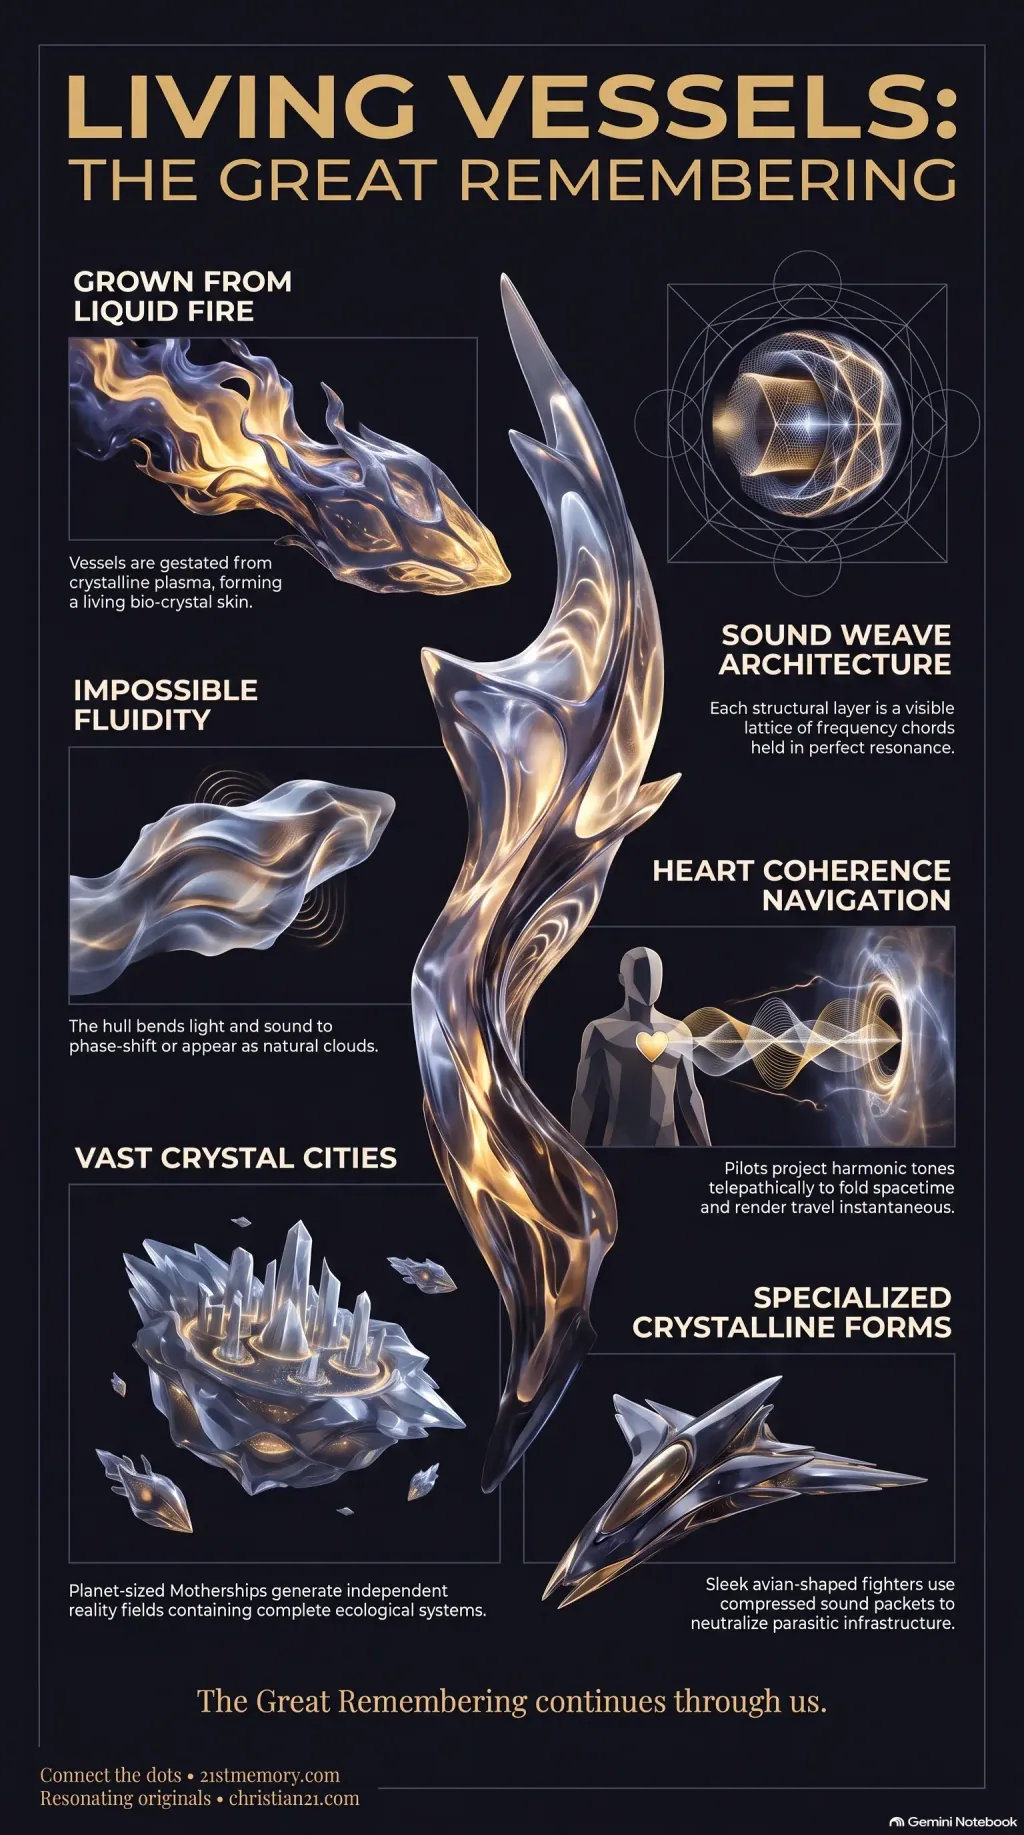 LIVING VESSELS:
THE GREAT REMEMBERING
GROWN FROM
LIQUID FIRE
Vessels are gestated from
crystalline plasma, forming
a living bio-crystal skin.
SOUND WEAVE
ARCHITECTURE
Each structural layer is a visible
lattice of frequency chords
held in perfect resonance.
IMPOSSIBLE
FLUIDITY
The hull bends light and sound to
phase-shift or appear as natural clouds.
HEART COHERENCE
NAVIGATION
Pilots project harmonic tones
telepathically to fold spacetime
and render travel instantaneous.
VAST CRYSTAL CITIES
Planet-sized Motherships generate independent
reality fields containing complete ecological systems.
SPECIALIZED
CRYSTALLINE FORMS
Sleek avian-shaped fighters use
compressed sound packets to
neutralize parasitic infrastructure.
The Great Remembering continues through us.
Connect the dots • 21stmemory.com
Resonating originals • christian21.com
Gemini Notebook